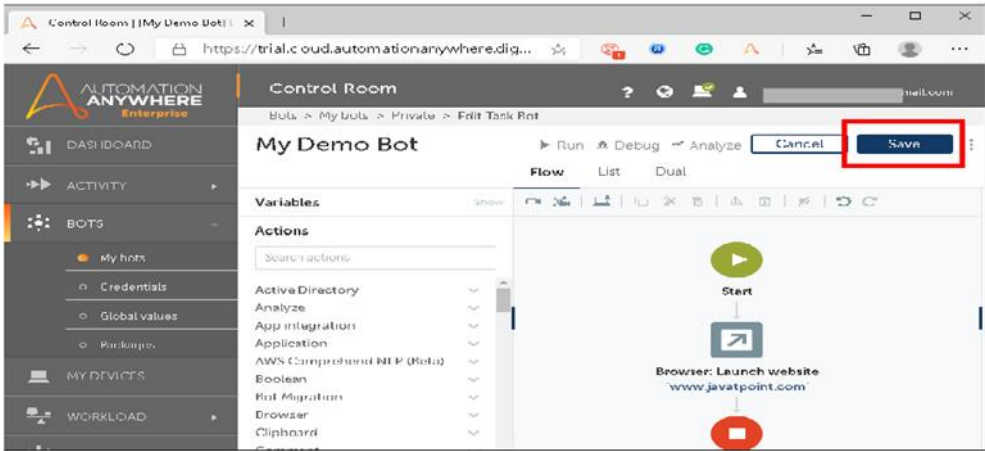 Control Room | My Demo Bot |
https://trial.cloud.automationanywhere.dig...
AUTOMATION
ANYWHERE
Enterprise
Control Room
mail.com
Bots > My bots > Private > Edit Task Bot
My Demo Bot
Run
Debug
Analyze
Cancel
Save
Flow
List
Dual
DASHBOARD
ACTIVITY
BOTS
My bots
Credentials
Global values
Packages
MY DEVICES
WORKLOAD
Variables
Show
Actions
Search actions
Active Directory
Analyze
App integration
Application
AWS Comprehend NLP (Beta)
Boolean
Bot Migration
Browser
Clipboard
Comment
Start
Browser: Launch website
"www.javatpoint.com"